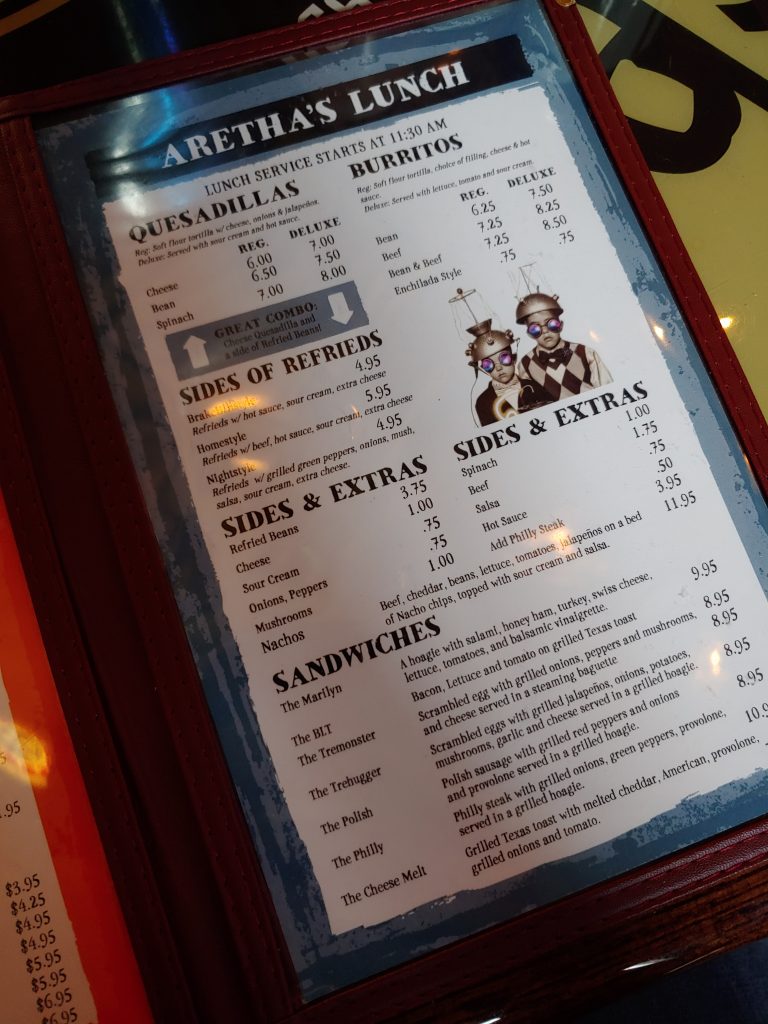 ARETHA'S LUNCH
LUNCH SERVICE STARTS AT 11:30 AM
QUESADILLAS
Reg: Soft flour tortilla w/ cheese, onions & jalapeños.
Deluxe: Served with sour cream and hot sauce.
REG. DELUXE
Cheese 6.00 7.00
Bean 6.50 7.50
Spinach 7.00 8.00
GREAT COMBO:
Cheese Quesadilla and
a side of Refried Beans!
BURRITOS
Reg: Soft flour tortilla, choice of filling, cheese & hot
sauce.
Deluxe: Served with lettuce, tomato and sour cream.
REG. DELUXE
Bean 6.25 7.50
Beef 7.25 8.25
Bean & Beef 7.25 8.50
Enchilada Style .75 .75
SIDES OF REFRIEDS
4.95
Refrieds w/ hot sauce, sour cream, extra cheese
Homestyle 5.95
Refrieds w/ beef, hot sauce, sour cream, extra cheese
Nightstyle 4.95
Refrieds w/ grilled green peppers, onions, mush,
salsa, sour cream, extra cheese.
SIDES & EXTRAS
Refried Beans 3.75
Cheese 1.00
Sour Cream .75
Onions, Peppers .75
Mushrooms 1.00
SIDES & EXTRAS
Spinach 1.00
Beef 1.75
Salsa .75
Hot Sauce .50
Add Philly Steak 3.95
Nachos Beef, cheddar, beans, lettuce, tomatoes, jalapeños on a bed 11.95
of Nacho chips, topped with sour cream and salsa.
SANDWICHES
The Marilyn A hoagie with salami, honey ham, turkey, swiss cheese, 9.95
lettuce, tomatoes, and balsamic vinaigrette.
The BLT Bacon, Lettuce and tomato on grilled Texas toast 8.95
The Tremonster Scrambled egg with grilled onions, peppers and mushrooms, 8.95
and cheese served in a steaming baguette
The Trehugger Scrambled eggs with grilled jalapeños, onions, potatoes, 8.95
mushrooms, garlic and cheese served in a grilled hoagie.
The Polish Polish sausage with grilled red peppers and onions 8.95
and provolone served in a grilled hoagie.
The Philly Philly steak with grilled onions, green peppers, provolone, 10.9
served in a grilled hoagie.
The Cheese Melt Grilled Texas toast with melted cheddar, American, provolone,
grilled onions and tomato.
.95
$3.95
$4.25
$4.95
$4.95
$5.95
$5.95
$6.95
$6.95